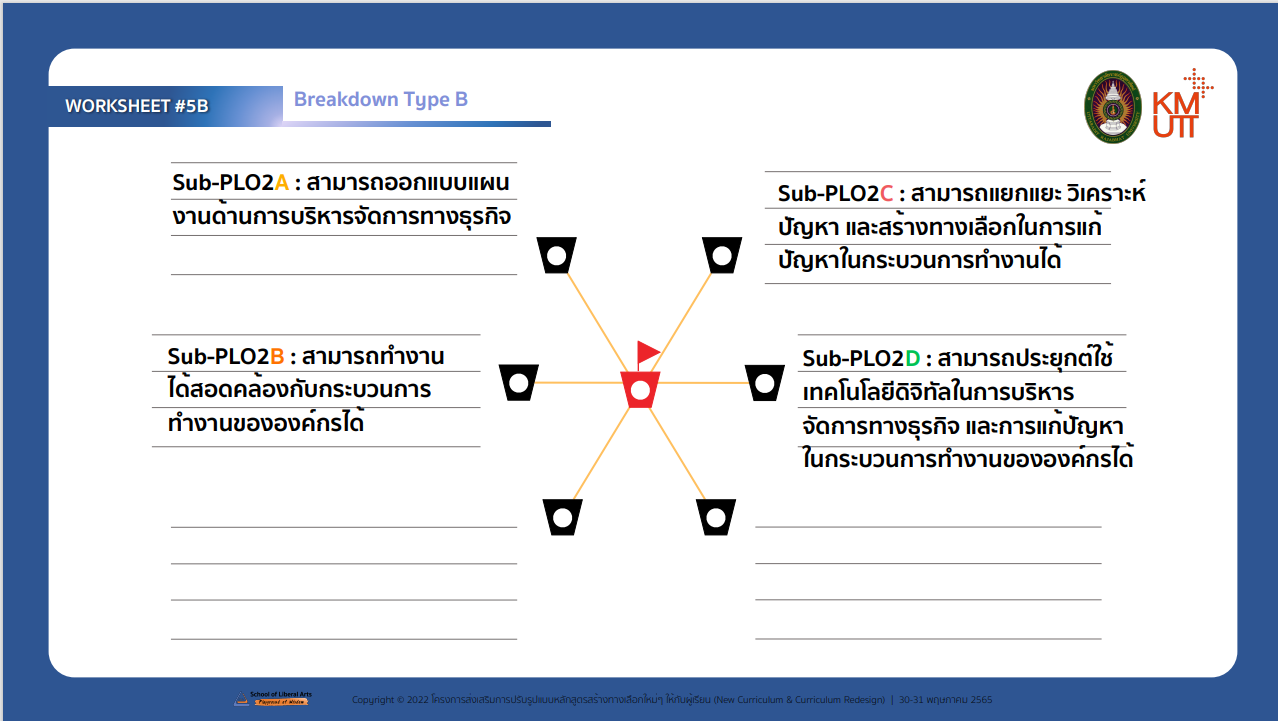 WORKSHEET #5B
Breakdown Type B
KM
UTT
Sub-PLO2A : สามารถออกแบบแผน
งานด้านการบริหารจัดการทางธุรกิจ
Sub-PLO2C : สามารถแยกแยะ วิเคราะห์
ปัญหา และสร้างทางเลือกในการแก้
ปัญหาในกระบวนการทำงานได้
Sub-PLO2B : สามารถทำงาน
ได้สอดคล้องกับกระบวนการ
ทำงานขององค์กรได้
Sub-PLO2D : สามารถประยุกต์ใช้
เทคโนโลยีดิจิทัลในการบริหาร
จัดการทางธุรกิจ และการแก้ปัญหา
ในกระบวนการทำงานขององค์กรได้
School of Liberal Arts
Copyright © 2022 โครงการส่งเสริมการปรับรูปแบบหลักสูตรสร้างทางเลือกใหม่ๆ ให้กับผู้เรียน (New Curriculum & Curriculum Redesign) | 30-31 พฤษภาคม 2565